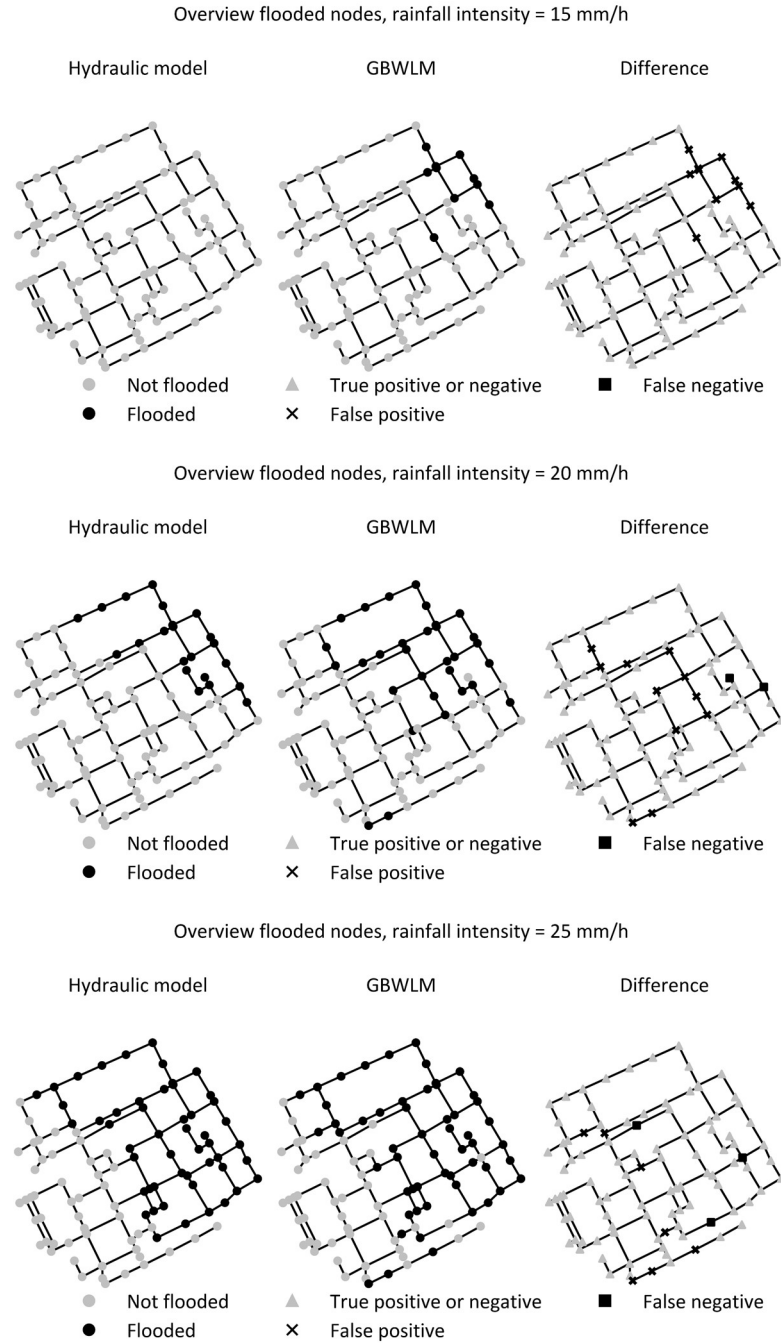 Overview flooded nodes, rainfall intensity = 15 mm/h
Hydraulic model GBWLM Difference
Not flooded True positive or negative False negative
Flooded False positive
Overview flooded nodes, rainfall intensity = 20 mm/h
Hydraulic model GBWLM Difference
Not flooded True positive or negative False negative
Flooded False positive
Overview flooded nodes, rainfall intensity = 25 mm/h
Hydraulic model GBWLM Difference
Not flooded True positive or negative False negative
Flooded False positive